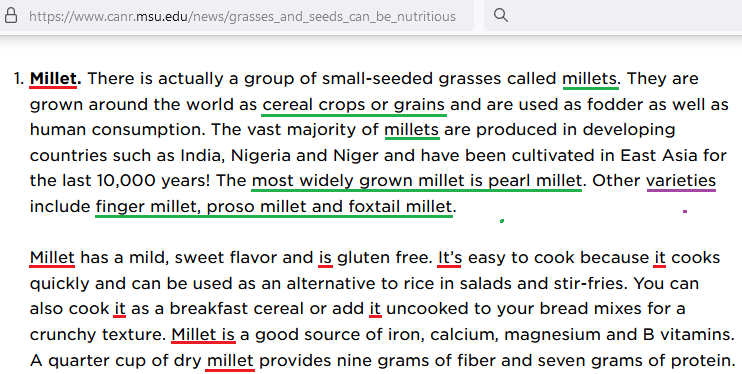 https://www.canr.msu.edu/news/grasses_and_seeds_can_be_nutritious
1. Millet. There is actually a group of small-seeded grasses called millets. They are
grown around the world as cereal crops or grains and are used as fodder as well as
human consumption. The vast majority of millets are produced in developing
countries such as India, Nigeria and Niger and have been cultivated in East Asia for
the last 10,000 years! The most widely grown millet is pearl millet. Other varieties
include finger millet, proso millet and foxtail millet.
Millet has a mild, sweet flavor and is gluten free. It's easy to cook because it cooks
quickly and can be used as an alternative to rice in salads and stir-fries. You can
also cook it as a breakfast cereal or add it uncooked to your bread mixes for a
crunchy texture. Millet is a good source of iron, calcium, magnesium and B vitamins.
A quarter cup of dry millet provides nine grams of fiber and seven grams of protein.